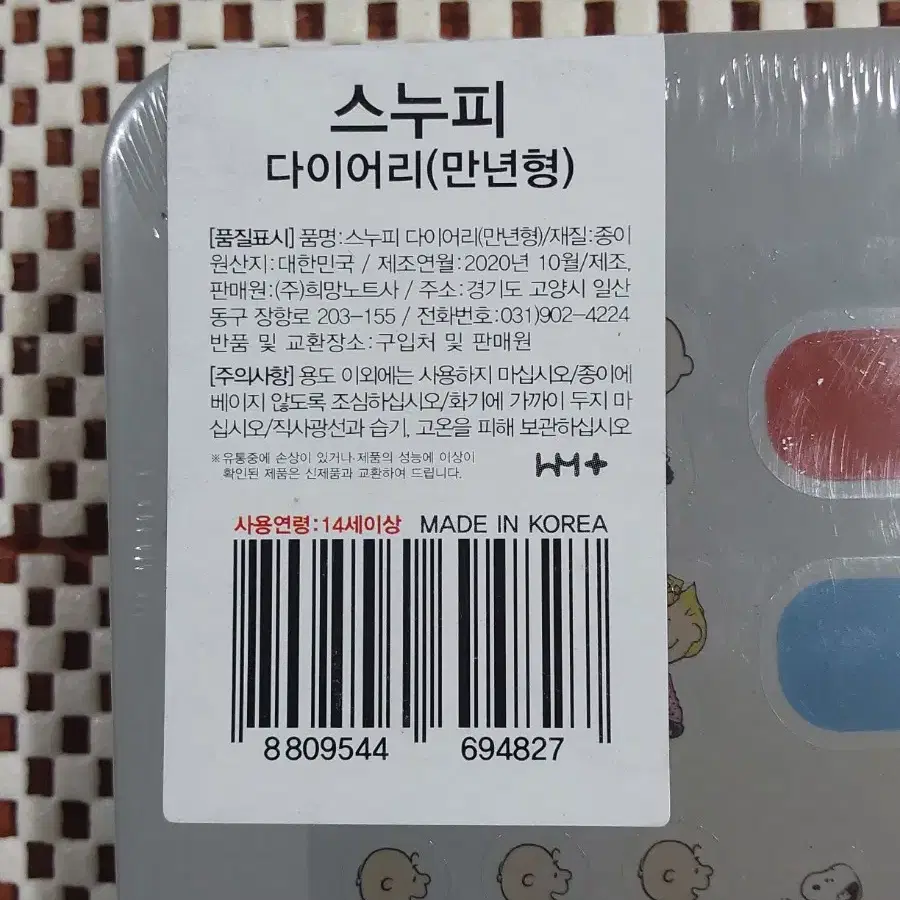 스누피
다이어리(만년형)
[품질표시] 품명:스누피 다이어리(만년형)/재질:종이
원산지:대한민국 / 제조연월:2020년 10월/제조,
판매원:(주)희망노트사 / 주소:경기도 고양시 일산
동구 장항로 203-155 / 전화번호:031)902-4224
반품 및 교환장소:구입처 및 판매원
[주의사항] 용도 이외에는 사용하지 마십시오/종이에
베이지 않도록 조심하십시오/화기에 가까이 두지 마
십시오/직사광선과 습기, 고온을 피해 보관하십시오
※유통중에 손상이 있거나 제품의 성능에 이상이
확인된 제품은 신제품과 교환하여 드립니다.
HM+
사용연령:14세이상 MADE IN KOREA
8 809544 694827